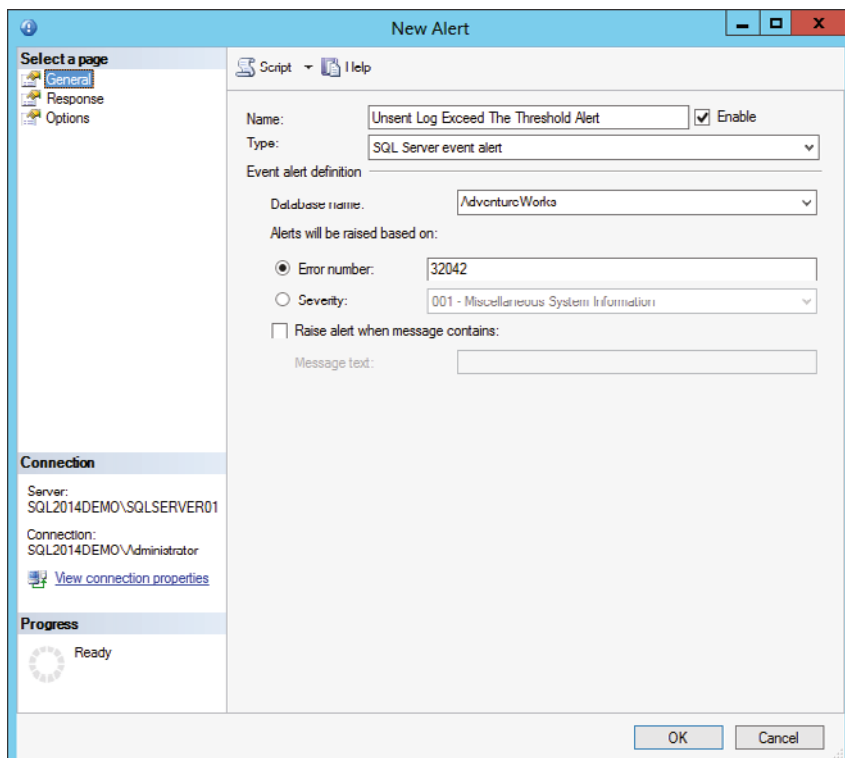 New Alert
Select a page
General
Response
Options
Script
Help
Name:
Unsent Log Exceed The Threshold Alert
Enable
Type:
SQL Server event alert
Event alert definition
Database name:
AdventureWorks
Alerts will be raised based on:
Error number:
32042
Severity:
001 - Miscellaneous System Information
Raise alert when message contains:
Message text:
Connection
Server:
SQL2014DEMO\SQLSERVER01
Connection:
SQL2014DEMO\Administrator
View connection properties
Progress
Ready
OK
Cancel